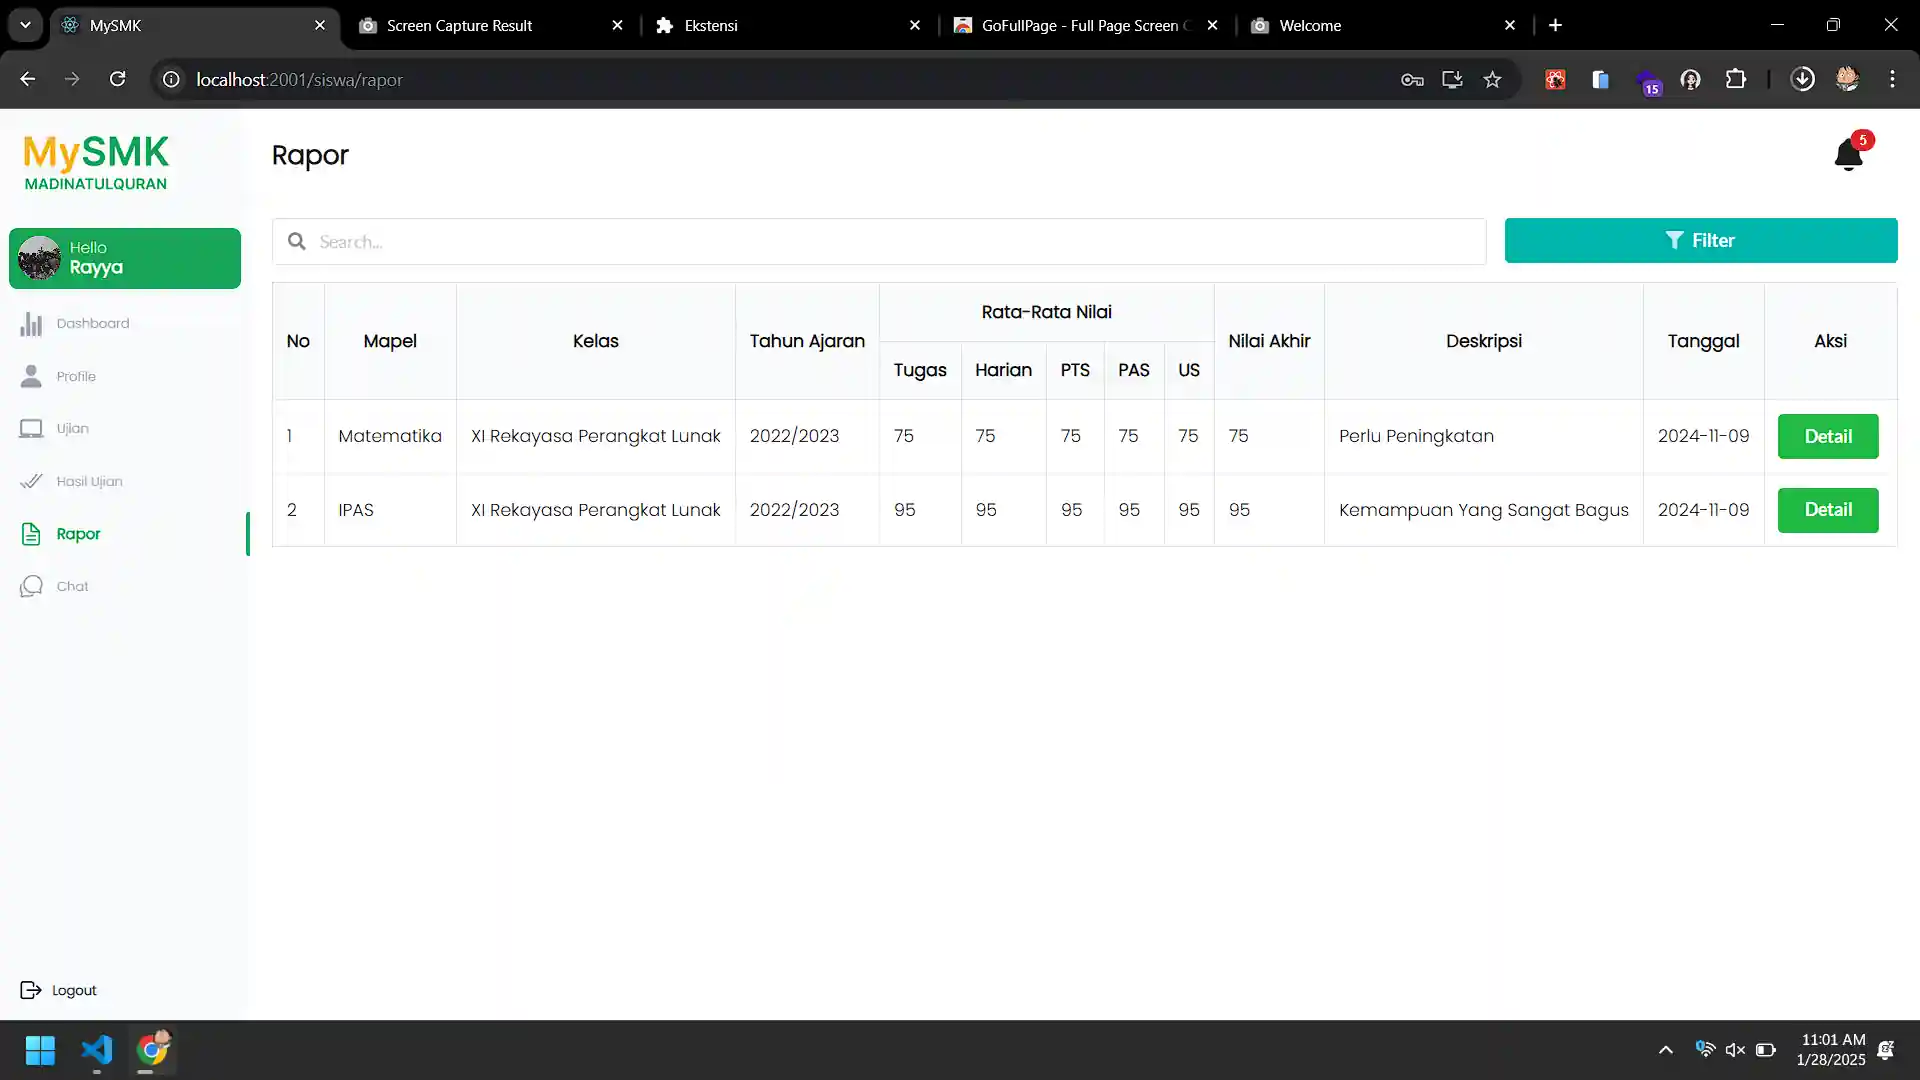 MySMK
Screen Capture Result
Ekstensi
GoFullPage - Full Page Screen C
Welcome
localhost:2001/siswa/rapor
15
MySMK
MADINATULQURAN
Rapor
5
Hello
Rayya
Search...
Filter
Dashboard
Profile
Ujian
Hasil Ujian
Rapor
Chat
No Mapel Kelas Tahun Ajaran Rata-Rata Nilai Nilai Akhir Deskripsi Tanggal Aksi
Tugas Harian PTS PAS US
1 Matematika XI Rekayasa Perangkat Lunak 2022/2023 75 75 75 75 75 75 Perlu Peningkatan 2024-11-09 Detail
2 IPAS XI Rekayasa Perangkat Lunak 2022/2023 95 95 95 95 95 95 Kemampuan Yang Sangat Bagus 2024-11-09 Detail
Logout
11:01 AM
1/28/2025